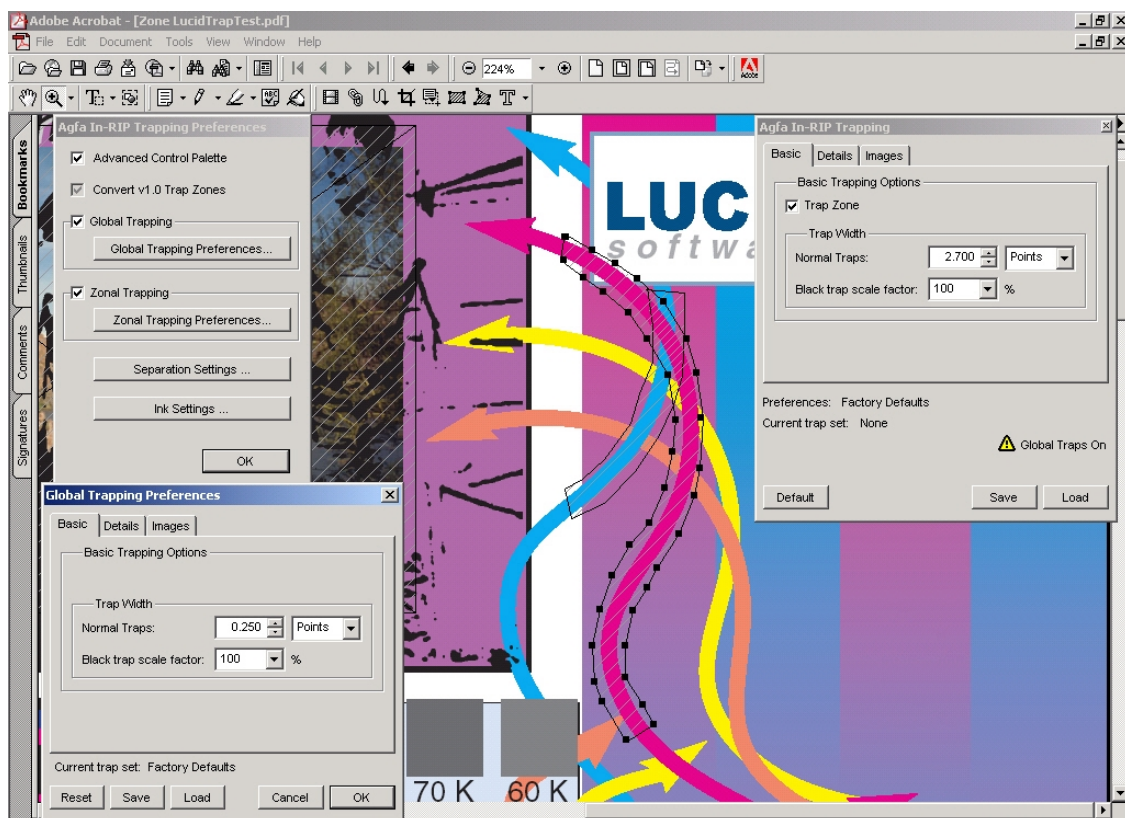 Adobe Acrobat - [Zone LucidTrapTest.pdf]
File Edit Document Tools View Window Help
224%
Adobe
Bookmarks
Thumbnails
Comments
Signatures
Agfa In-RIP Trapping Preferences
Advanced Control Palette
Convert v1.0 Trap Zones
Global Trapping
Global Trapping Preferences...
Zonal Trapping
Zonal Trapping Preferences...
Separation Settings ...
Ink Settings ...
OK
LUC
softwa
Agfa In-RIP Trapping
Basic Details Images
Basic Trapping Options
Trap Zone
Trap Width
Normal Traps: 2.700 Points
Black trap scale factor: 100 %
Preferences: Factory Defaults
Current trap set: None
Global Traps On
Default Save Load
Global Trapping Preferences
Basic Details Images
Basic Trapping Options
Trap Width
Normal Traps: 0.250 Points
Black trap scale factor: 100 %
Current trap set: Factory Defaults
Reset Save Load Cancel OK
70 K 60 K